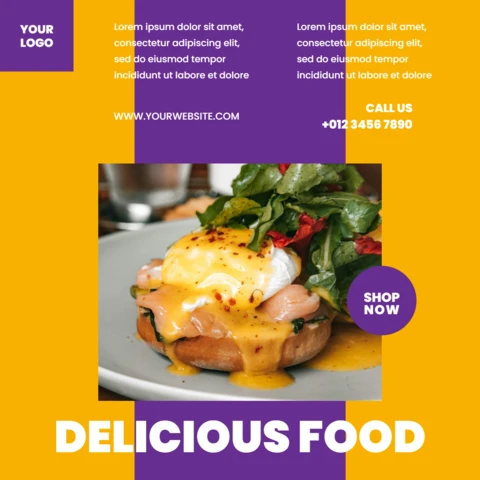 YOUR
LOGO
Lorem ipsum dolor sit amet,
consectetur adipiscing elit,
sed do eiusmod tempor
incididunt ut labore et dolore
Lorem ipsum dolor sit amet,
consectetur adipiscing elit,
sed do eiusmod tempor
incididunt ut labore et dolore
WWW.YOURWEBSITE.COM
CALL US
+012 3456 7890
SHOP
NOW
DELICIOUS FOOD